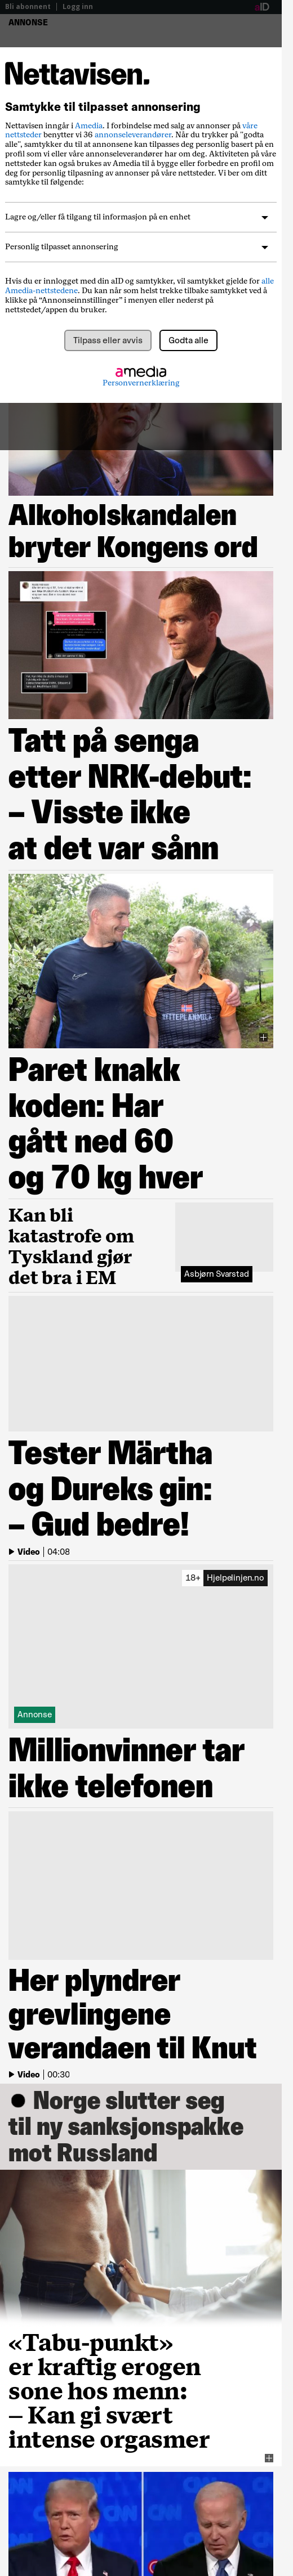 Bli abonnent | Logg inn
aID
ANNONSE
Nettavisen.
Samtykke til tilpasset annonsering
Nettavisen inngår i Amedia. I forbindelse med salg av annonser på våre
nettsteder benytter vi 36 annonseleverandører. Når du trykker på "godta
alle", samtykker du til at annonsene kan tilpasses deg personlig basert på en
profil som vi eller våre annonseleverandører har om deg. Aktiviteten på våre
nettsteder kan også brukes av Amedia til å bygge eller forbedre en profil om
deg for personlig tilpasning av annonser på våre nettsteder. Vi ber om ditt
samtykke til følgende:
Lagre og/eller få tilgang til informasjon på en enhet
Personlig tilpasset annonsering
Hvis du er innlogget med din aID og samtykker, vil samtykket gjelde for alle
Amedia-nettstedene. Du kan når som helst trekke tilbake samtykket ved å
klikke på “Annonseinnstillinger” i menyen eller nederst på
nettstedet/appen du bruker.
Tilpass eller avvis
Godta alle
amedia
Personvernerklæring
Alkoholskandalen
bryter Kongens ord
Tatt på senga
etter NRK-debut:
– Visste ikke
at det var sånn
Paret knakk
koden: Har
gått ned 60
og 70 kg hver
Kan bli
katastrofe om
Tyskland gjør
det bra i EM
Asbjørn Svarstad
Tester Märtha
og Dureks gin:
– Gud bedre!
Video | 04:08
18+ Hjelpelinjen.no
Annonse
Millionvinner tar
ikke telefonen
Her plyndrer
grevlingene
verandaen til Knut
Video | 00:30
Norge slutter seg
til ny sanksjonspakke
mot Russland
«Tabu-punkt»
er kraftig erogen
sone hos menn:
– Kan gi svært
intense orgasmer